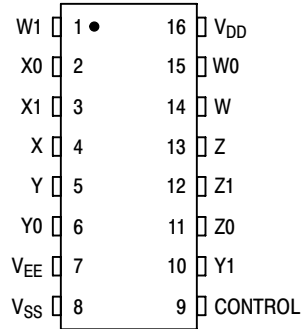 W1 1 16 VDD
X0 2 15 W0
X1 3 14 W
X 4 13 Z
Y 5 12 Z1
Y0 6 11 Z0
VEE 7 10 Y1
VSS 8 9 CONTROL